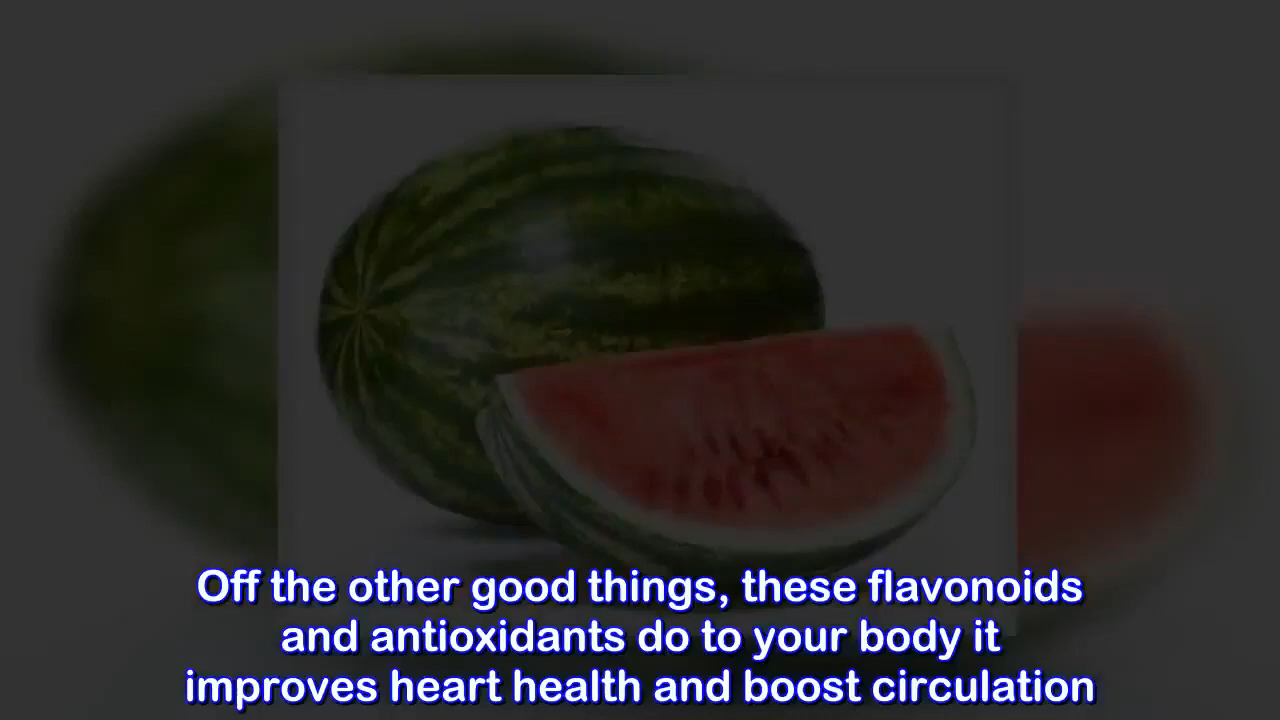 Off the other good things, these flavonoids
and antioxidants do to your body it
improves heart health and boost circulation